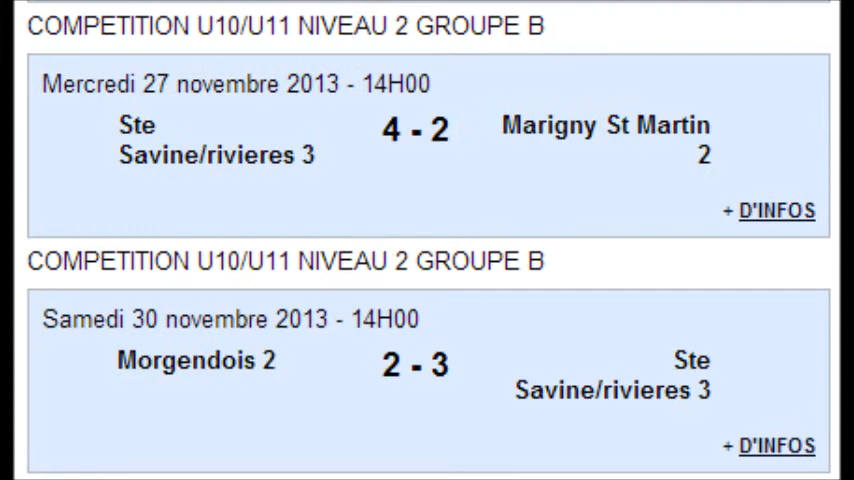 COMPETITION U10/U11 NIVEAU 2 GROUPE B
Mercredi 27 novembre 2013 - 14H00
Ste Savine/rivieres 3
4 - 2
Marigny St Martin 2
+ D'INFOS
COMPETITION U10/U11 NIVEAU 2 GROUPE B
Samedi 30 novembre 2013 - 14H00
Morgendois 2
2 - 3
Ste Savine/rivieres 3
+ D'INFOS